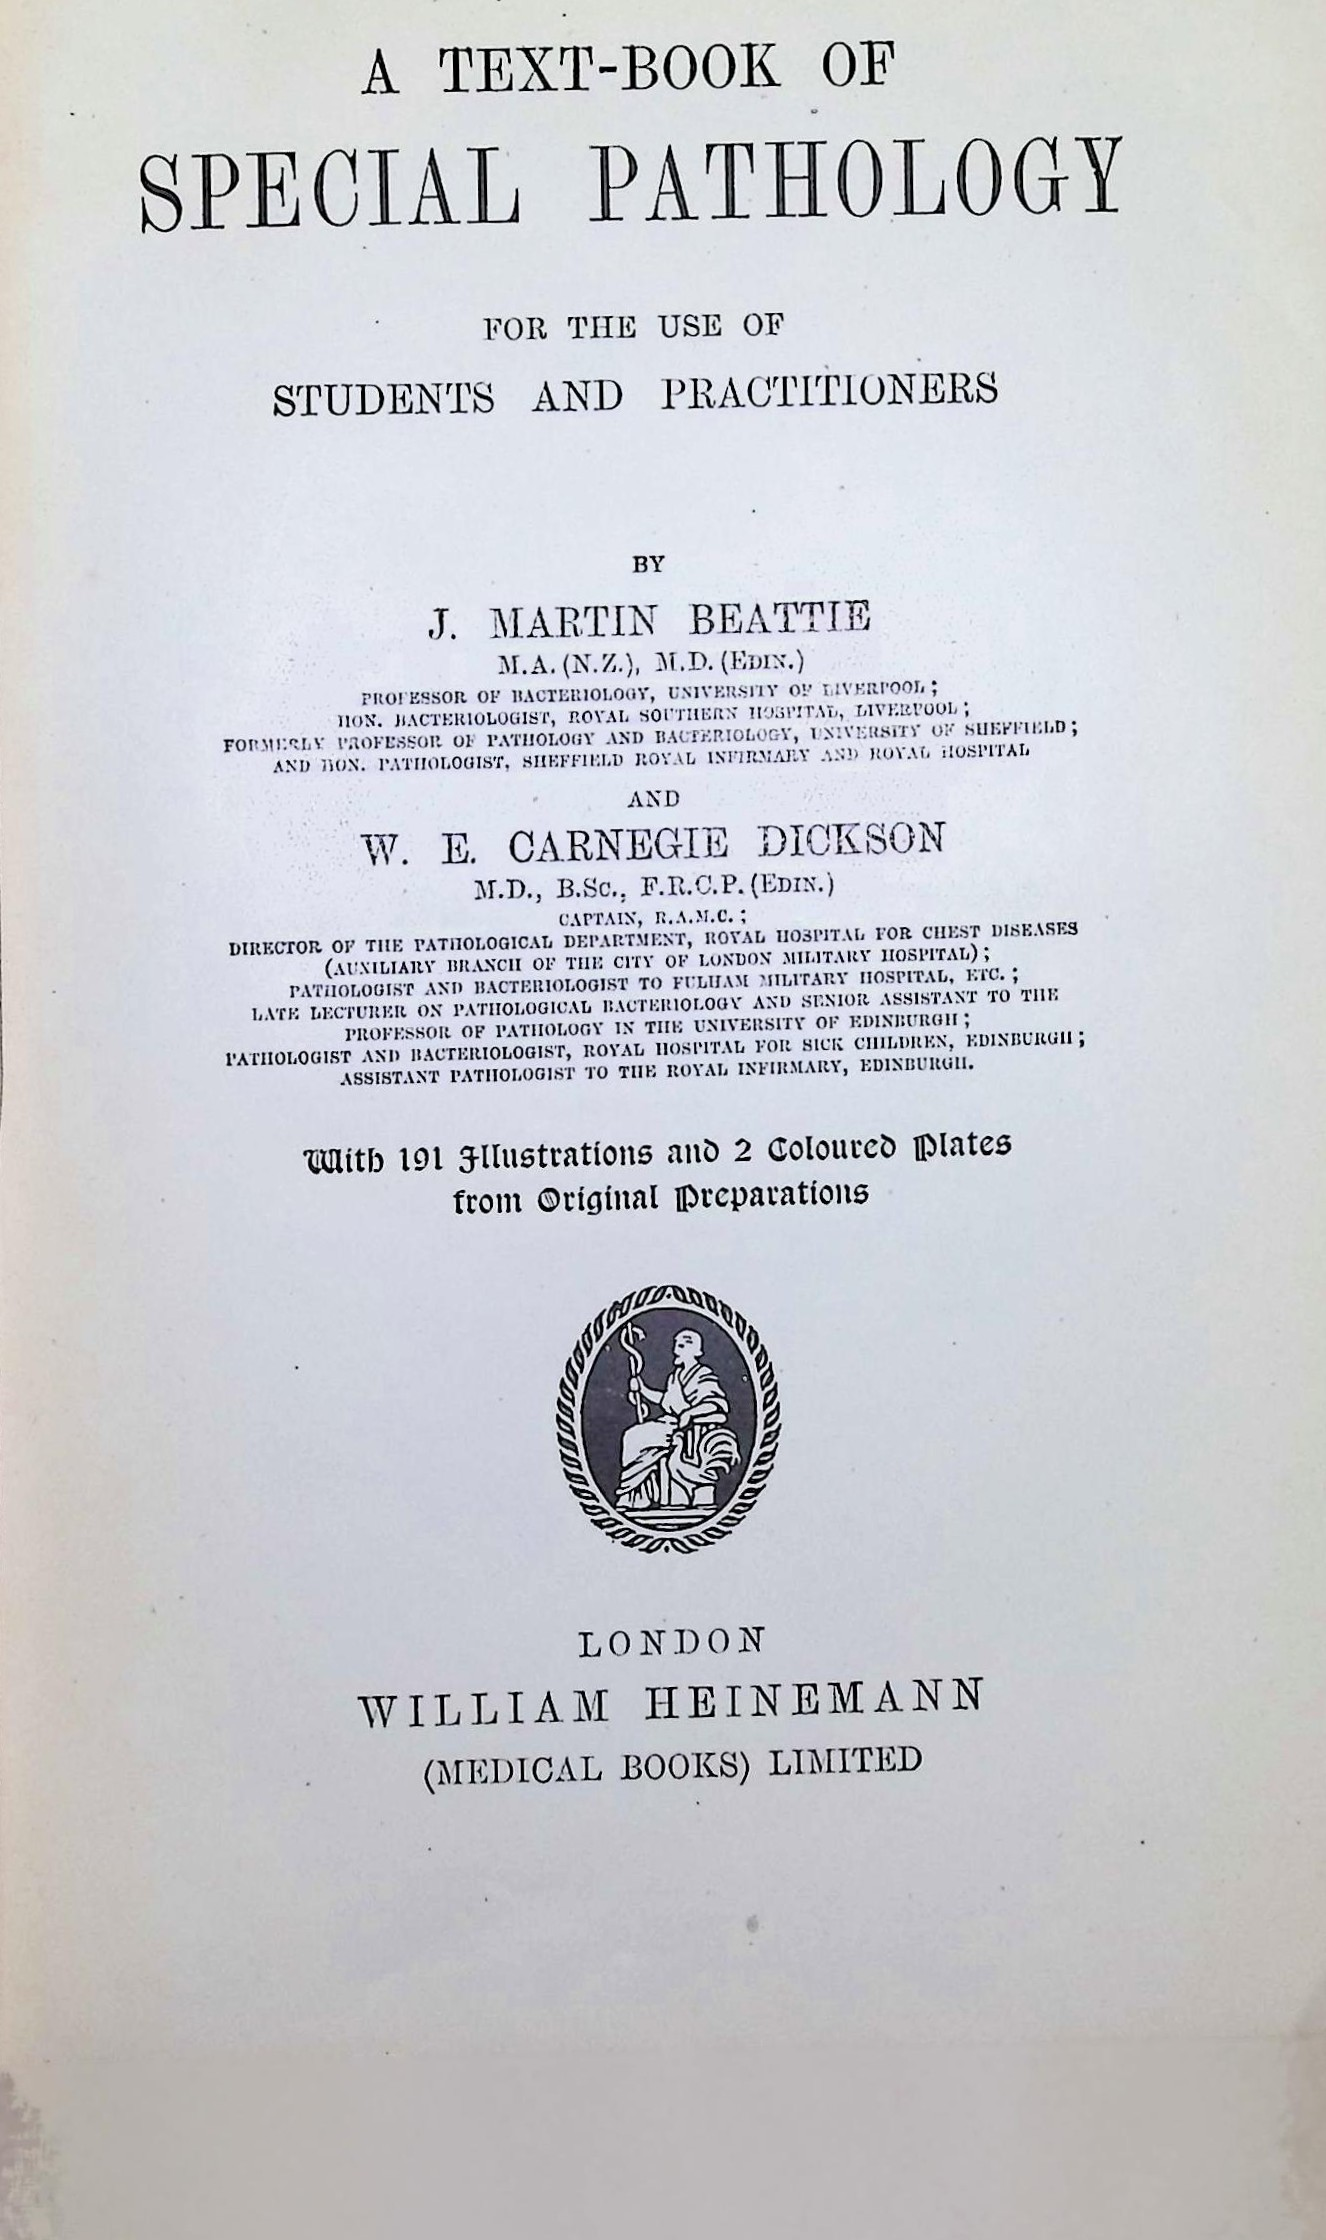 A TEXT-BOOK OF
SPECIAL PATHOLOGY
FOR THE USE OF
STUDENTS AND PRACTITIONERS
BY
J. MARTIN BEATTIE
M.A. (N.Z.), M.D. (EDIN.)
PROFESSOR OF BACTERIOLOGY, UNIVERSITY OF LIVERPOOL;
HON. BACTERIOLOGIST, ROYAL SOUTHERN HOSPITAL, LIVERPOOL;
FORMERLY PROFESSOR OF PATHOLOGY AND BACTERIOLOGY, UNIVERSITY OF SHEFFIELD;
AND HON. PATHOLOGIST, SHEFFIELD ROYAL INFIRMARY AND ROYAL HOSPITAL
AND
W. E. CARNEGIE DICKSON
M.D., B.SC., F.R.C.P. (EDIN.)
CAPTAIN, R.A.M.C.;
DIRECTOR OF THE PATHOLOGICAL DEPARTMENT, ROYAL HOSPITAL FOR CHEST DISEASES
(AUXILIARY BRANCH OF THE CITY OF LONDON MILITARY HOSPITAL);
PATHOLOGIST AND BACTERIOLOGIST TO FULHAM MILITARY HOSPITAL, ETC.;
LATE LECTURER ON PATHOLOGICAL BACTERIOLOGY AND SENIOR ASSISTANT TO THE
PROFESSOR OF PATHOLOGY IN THE UNIVERSITY OF EDINBURGH;
PATHOLOGIST AND BACTERIOLOGIST, ROYAL HOSPITAL FOR SICK CHILDREN, EDINBURGH;
ASSISTANT PATHOLOGIST TO THE ROYAL INFIRMARY, EDINBURGH.
With 191 Illustrations and 2 Coloured Plates
from Original Preparations
LONDON
WILLIAM HEINEMANN
(MEDICAL BOOKS) LIMITED